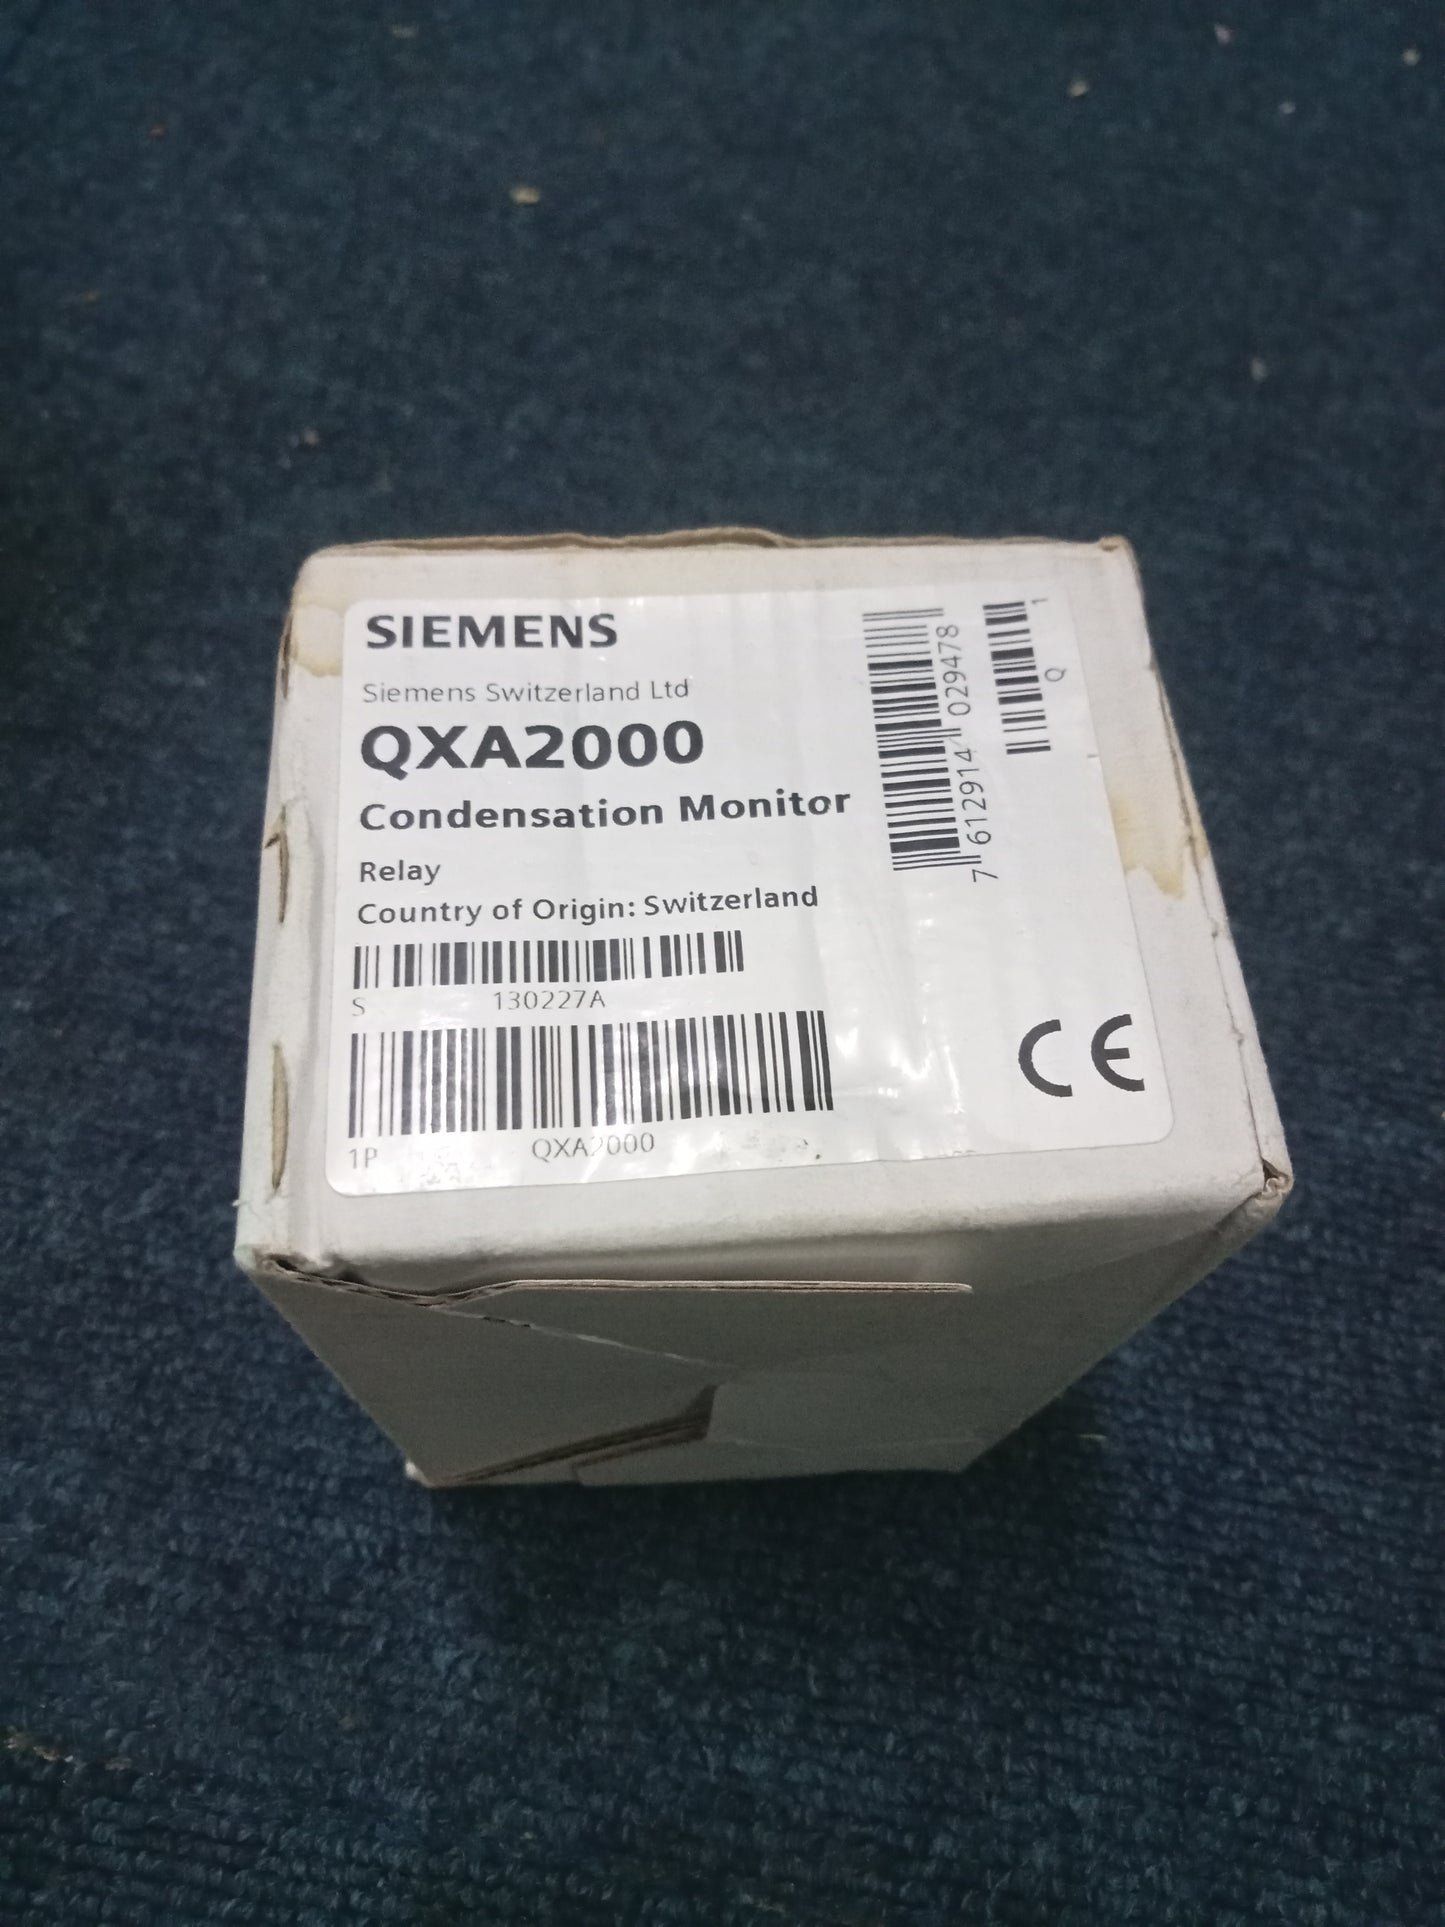 SIEMENS
Siemens Switzerland Ltd
QXA2000
Condensation Monitor
Relay
Country of Origin: Switzerland
S 130227A
1P QXA2000
7 612914 029478
Q 1
CE